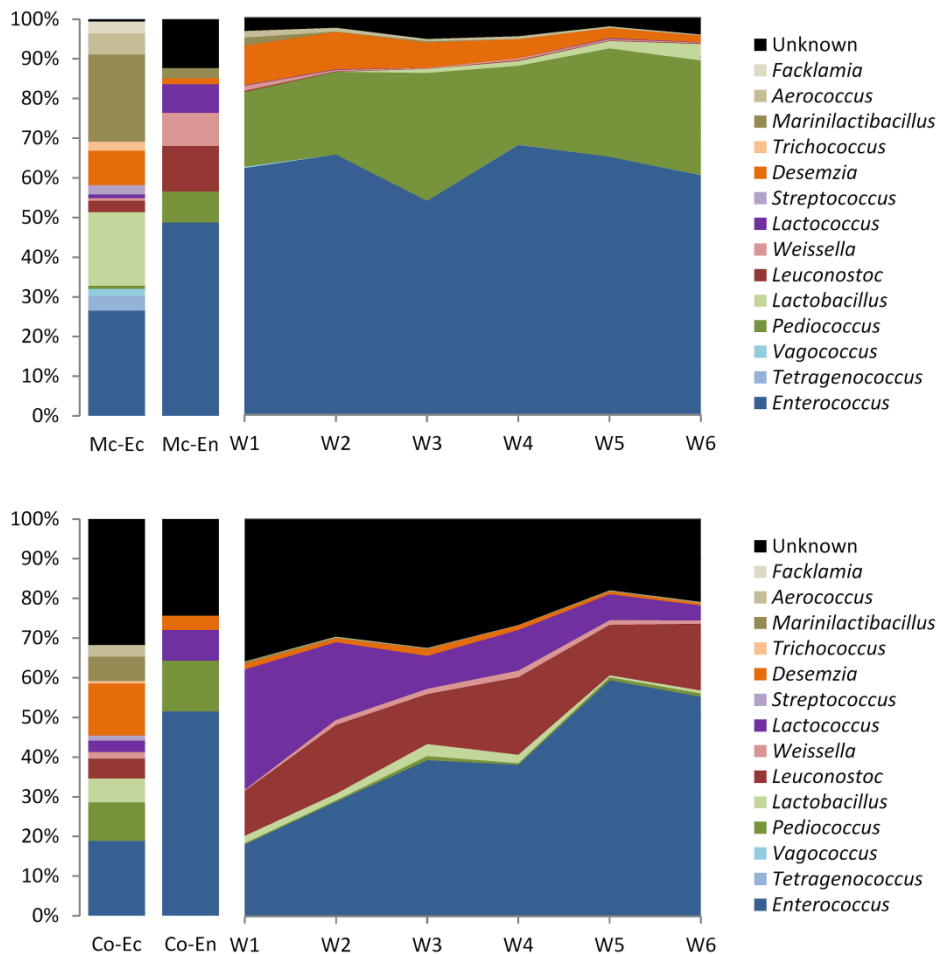 100%
90%
80%
70%
60%
50%
40%
30%
20%
10%
0%
Mc-Ec
Mc-En
W1
W2
W3
W4
W5
W6
Unknown
Facklamia
Aerococcus
Marinilactibacillus
Trichococcus
Desemzia
Streptococcus
Lactococcus
Weissella
Leuconostoc
Lactobacillus
Pediococcus
Vagococcus
Tetragenococcus
Enterococcus
100%
90%
80%
70%
60%
50%
40%
30%
20%
10%
0%
Co-Ec
Co-En
W1
W2
W3
W4
W5
W6
Unknown
Facklamia
Aerococcus
Marinilactibacillus
Trichococcus
Desemzia
Streptococcus
Lactococcus
Weissella
Leuconostoc
Lactobacillus
Pediococcus
Vagococcus
Tetragenococcus
Enterococcus